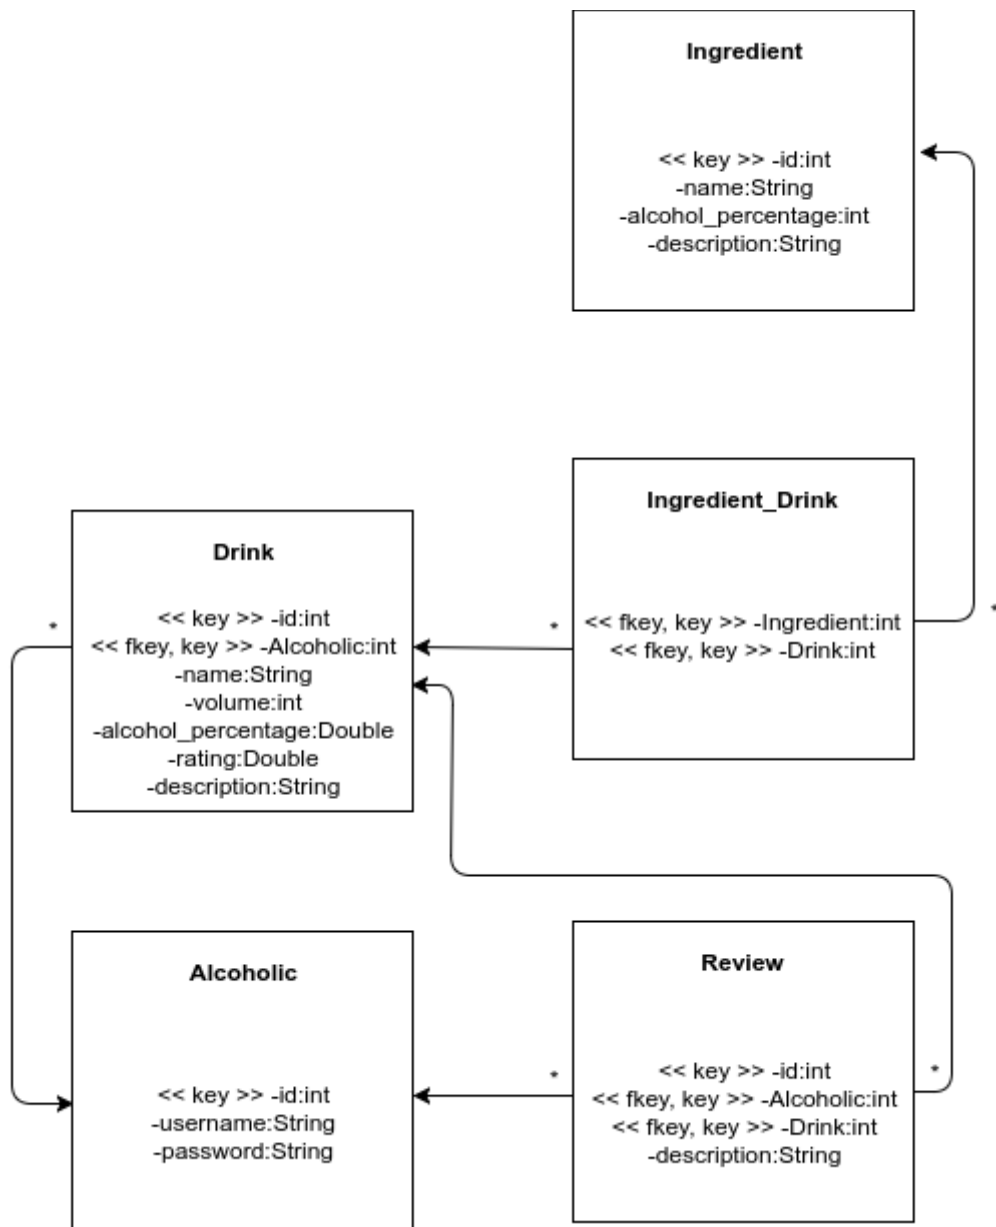 Ingredient
<< key >> -id:int
-name:String
-alcohol_percentage:int
-description:String
Ingredient_Drink
<< fkey, key >> -Ingredient:int
<< fkey, key >> -Drink:int
*
*
Drink
<< key >> -id:int
<< fkey, key >> -Alcoholic:int
-name:String
-volume:int
-alcohol_percentage:Double
-rating:Double
-description:String
*
Alcoholic
<< key >> -id:int
-username:String
-password:String
Review
<< key >> -id:int
<< fkey, key >> -Alcoholic:int
<< fkey, key >> -Drink:int
-description:String
*
*